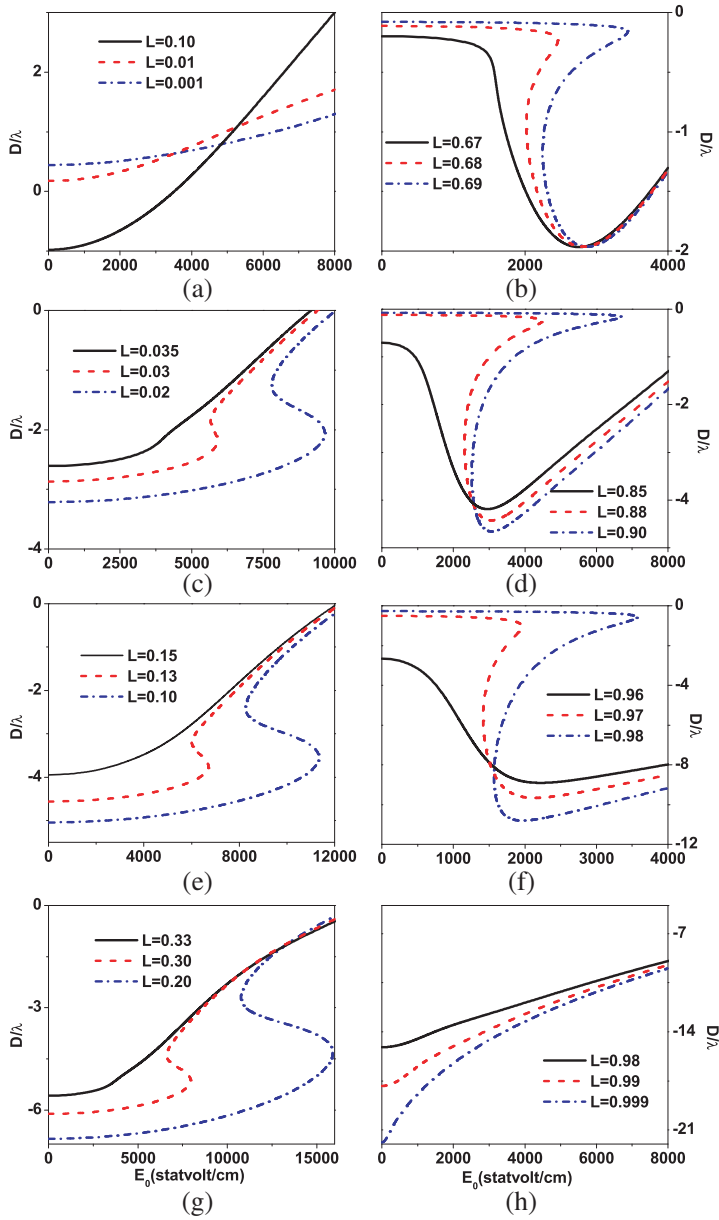 D/λ
2
0
L=0.10
L=0.01
L=0.001
0 2000 4000 6000 8000
(a)
0
-1
-2
D/λ
L=0.67
L=0.68
L=0.69
0 2000 4000
(b)
D/λ
0
-2
-4
L=0.035
L=0.03
L=0.02
0 2500 5000 7500 10000
(c)
0
-2
-4
D/λ
L=0.85
L=0.88
L=0.90
0 2000 4000 6000 8000
(d)
D/λ
0
-2
-4
L=0.15
L=0.13
L=0.10
0 4000 8000 12000
(e)
0
-4
-8
-12
D/λ
L=0.96
L=0.97
L=0.98
0 1000 2000 3000 4000
(f)
D/λ
0
-3
-6
L=0.33
L=0.30
L=0.20
0 5000 10000 15000
E₀(statvolt/cm)
(g)
-7
-14
-21
D/λ
L=0.98
L=0.99
L=0.999
0 2000 4000 6000 8000
E₀(statvolt/cm)
(h)